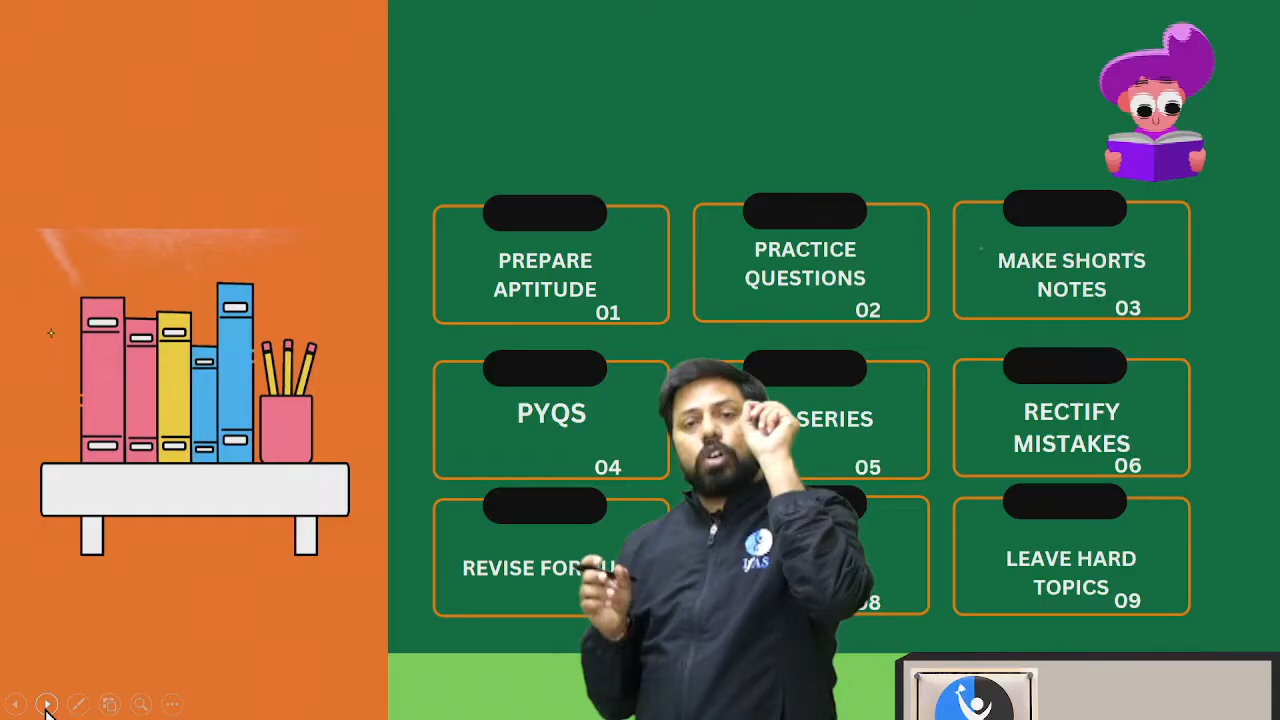 PREPARE
APTITUDE
01
PRACTICE
QUESTIONS
02
MAKE SHORTS
NOTES
03
PYQS
04
SERIES
05
RECTIFY
MISTAKES
06
REVISE
08
LEAVE HARD
TOPICS
09